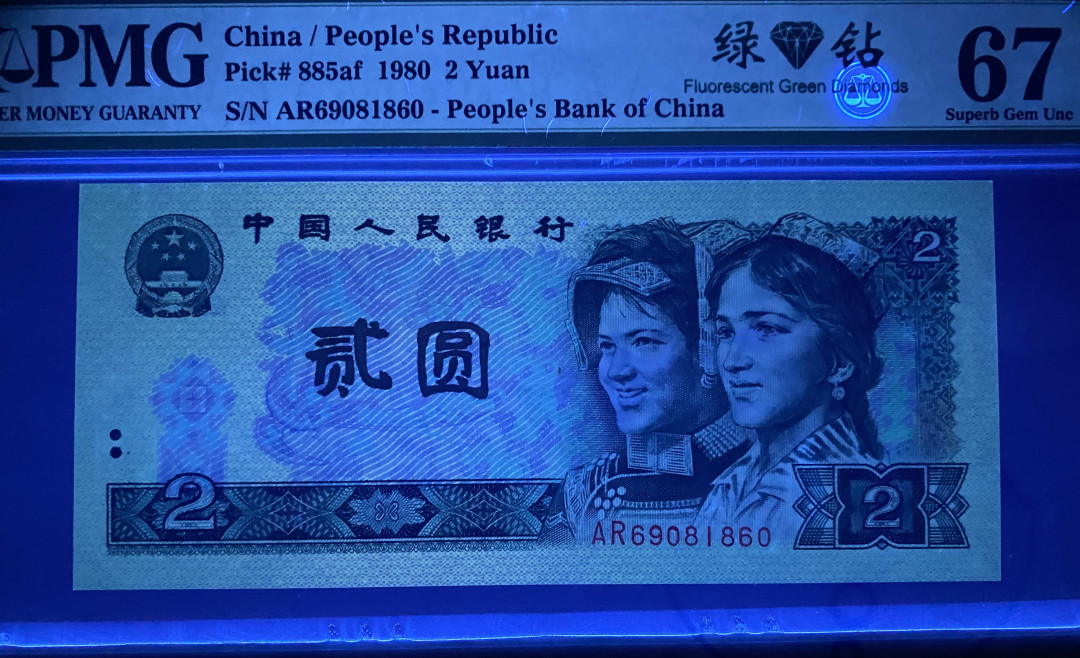 PMG
ER MONEY GUARANTY
China / People's Republic
Pick# 885af 1980 2 Yuan
S/N AR69081860 - People's Bank of China
绿 钻
Fluorescent Green Diamonds
67
Superb Gem Unc
中国人民银行
2
贰圆
2
2
AR69081860